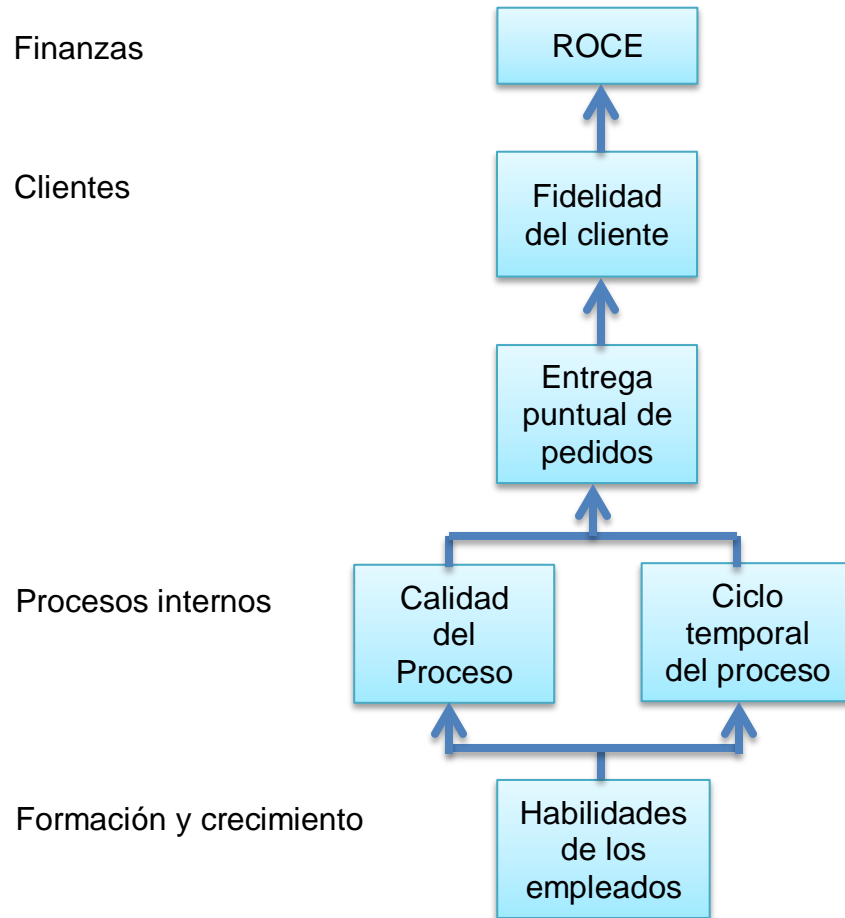 Finanzas
ROCE
Clientes
Fidelidad
del cliente
Entrega
puntual de
pedidos
Procesos internos
Calidad
del
Proceso
Ciclo
temporal
del proceso
Formación y crecimiento
Habilidades
de los
empleados